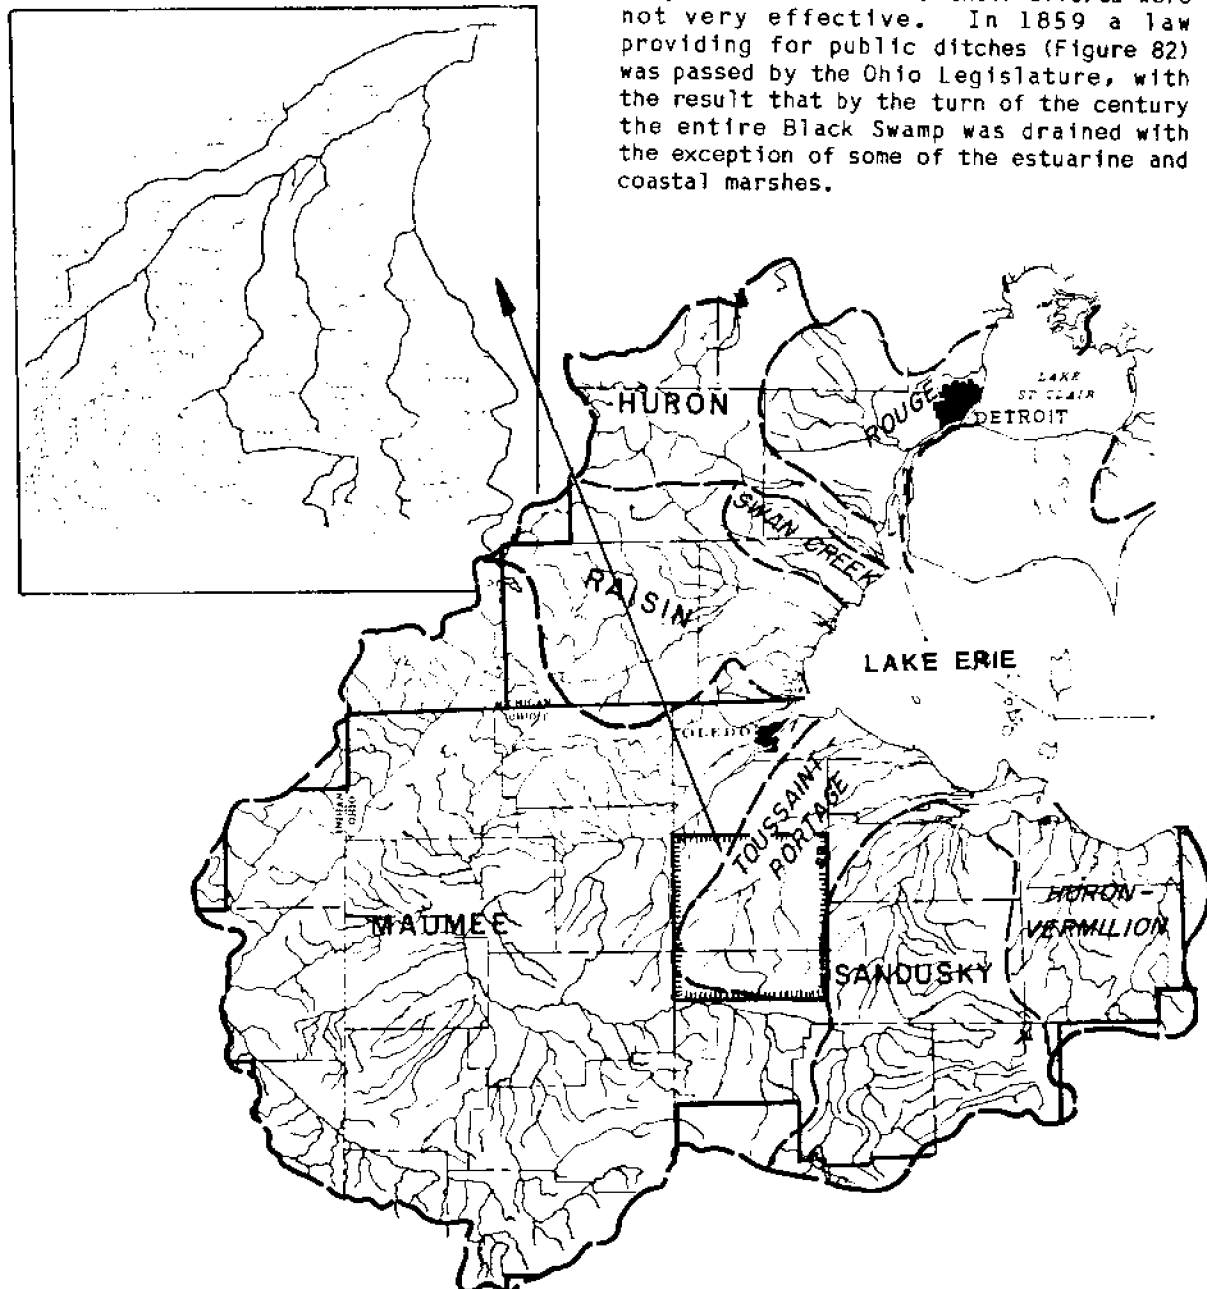 not very effective. In 1859 a law
providing for public ditches (Figure 82)
was passed by the Ohio Legislature, with
the result that by the turn of the century
the entire Black Swamp was drained with
the exception of some of the estuarine and
coastal marshes.
HURON
ROUGE
LAKE
ST CLAIR
DETROIT
SWAN CREEK
RAISIN
LAKE ERIE
MICHIGAN
TOLEDO
TOUSSAINT
PORTAGE
MAUMEE
HURON-
VERMILION
SANDUSKY